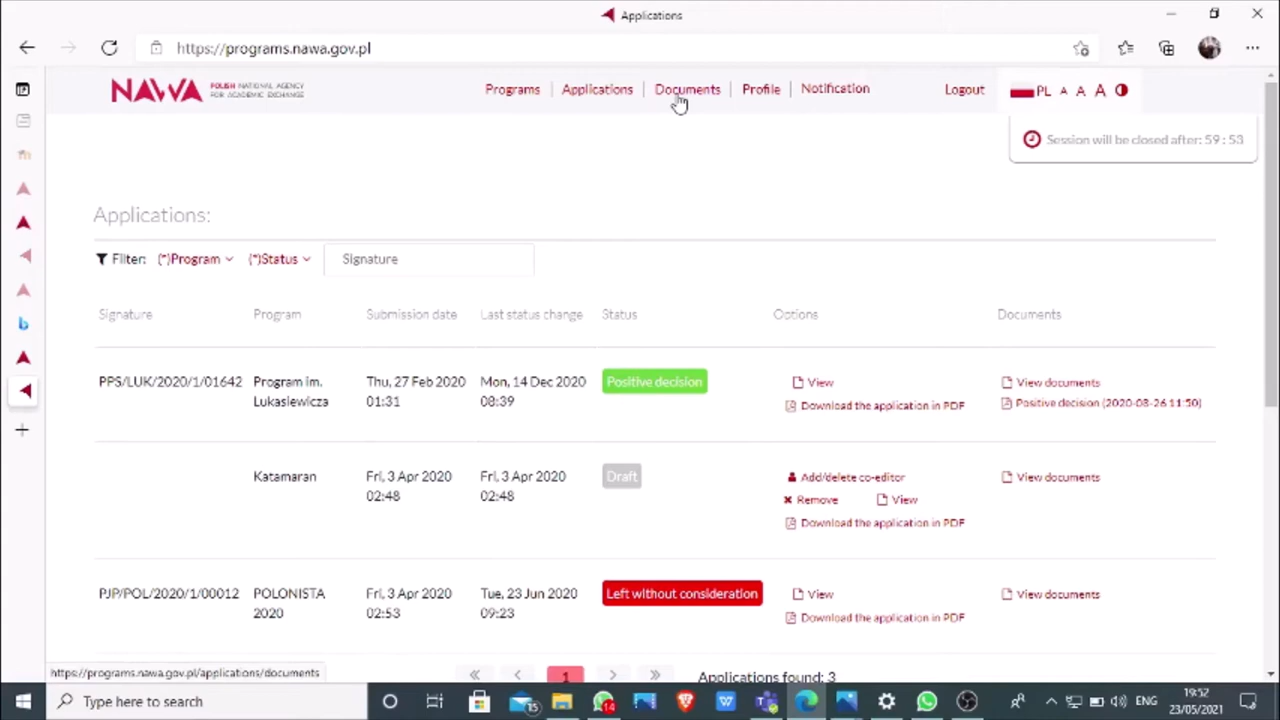 Applications
https://programs.nawa.gov.pl
NAWA POLISH NATIONAL AGENCY
FOR ACADEMIC EXCHANGE
Programs Applications Documents Profile Notification Logout PL A A A
Session will be closed after: 59 : 53
Applications:
Filter: (*)Program (*)Status Signature
Signature Program Submission date Last status change Status Options Documents
PPS/LUK/2020/1/01642 Program im. Thu, 27 Feb 2020 Mon, 14 Dec 2020 Positive decision View View documents
Lukasiewicza 01:31 08:39 Download the application in PDF Positive decision (2020-08-26 11:50)
Katamaran Fri, 3 Apr 2020 Fri, 3 Apr 2020 Draft Add/delete co-editor View documents
02:48 02:48 Remove View
Download the application in PDF
PJP/POL/2020/1/00012 POLONISTA Fri, 3 Apr 2020 Tue, 23 Jun 2020 Left without consideration View View documents
2020 02:53 09:23 Download the application in PDF
https://programs.nawa.gov.pl/applications/documents « ‹ 1 › » Applications found: 3
Type here to search 15 14 ENG 19:52
23/05/2021